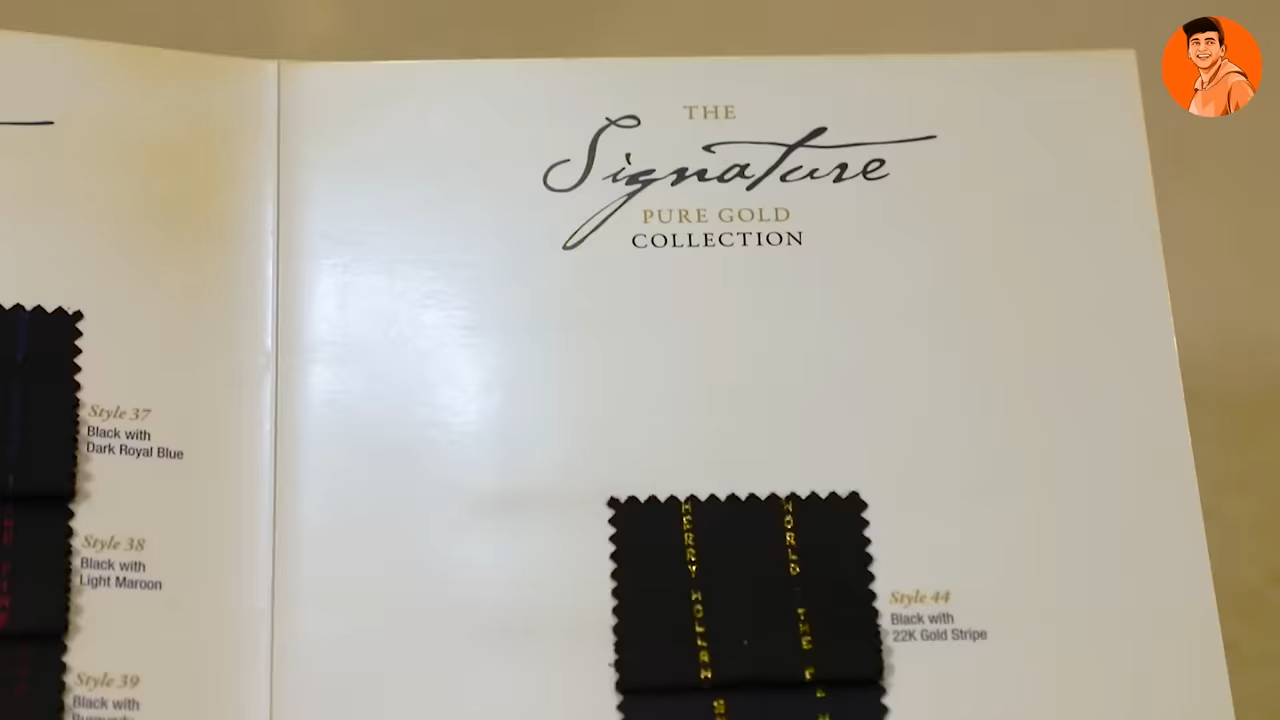 Style 37
Black with
Dark Royal Blue
Style 38
Black with
Light Maroon
Style 39
Black with
THE
Signature
PURE GOLD
COLLECTION
Style 44
Black with
22K Gold Stripe